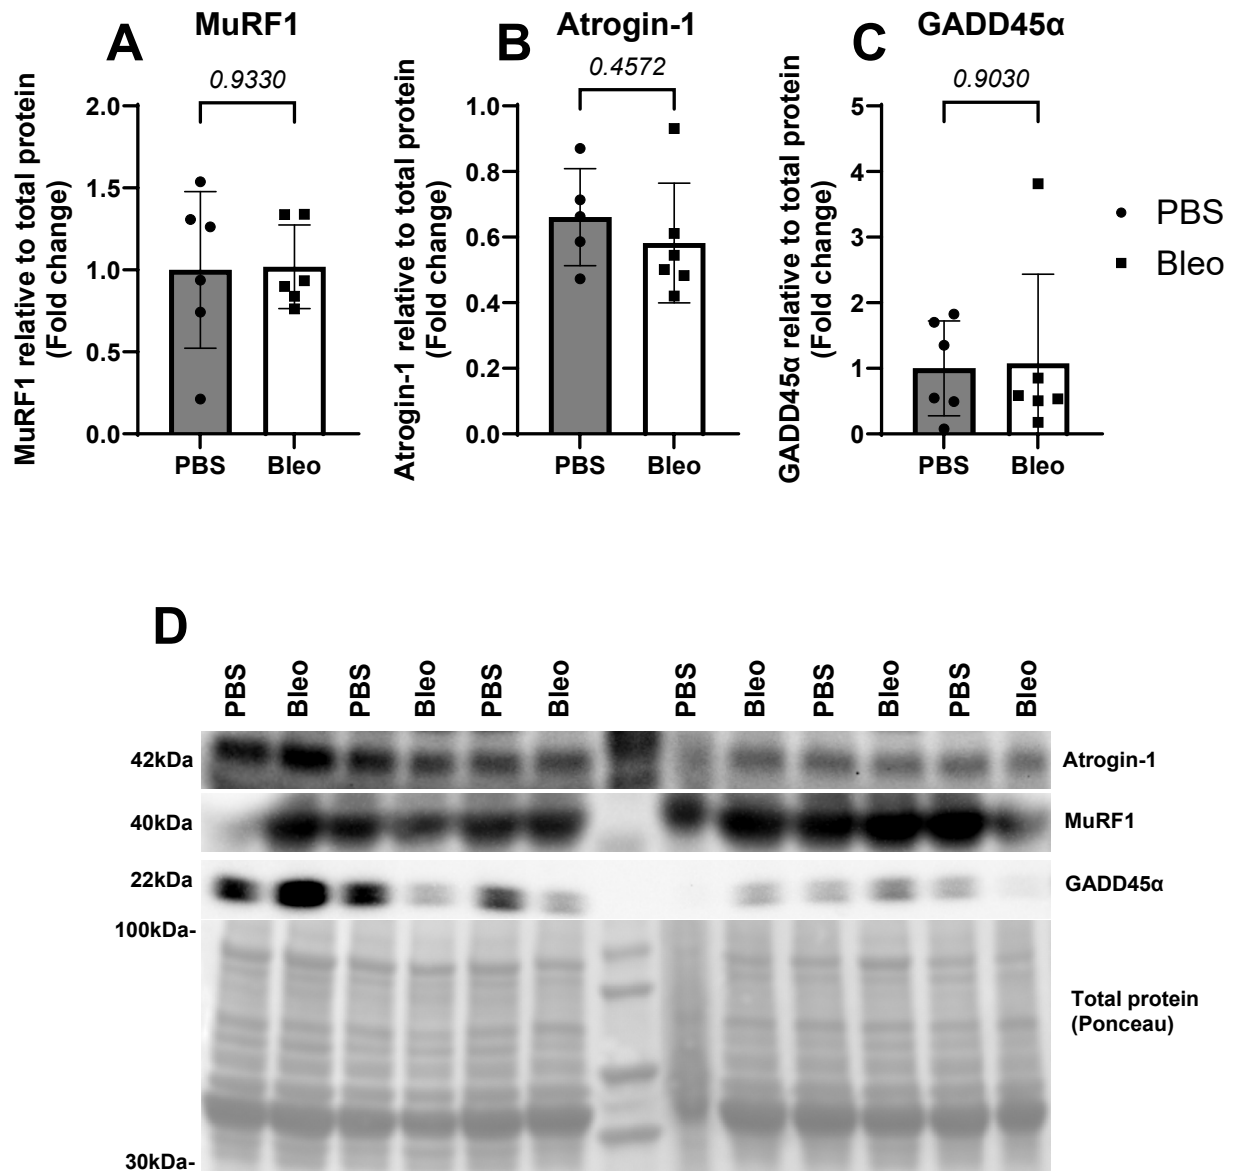 A MuRF1
0.9330
MuRF1 relative to total protein
(Fold change)
2.0
1.5
1.0
0.5
0.0
PBS Bleo
B Atrogin-1
0.4572
Atrogin-1 relative to total protein
(Fold change)
1.0
0.8
0.6
0.4
0.2
0.0
PBS Bleo
C GADD45α
0.9030
GADD45α relative to total protein
(Fold change)
5
4
3
2
1
0
PBS Bleo
PBS
Bleo
D
PBS Bleo PBS Bleo PBS Bleo PBS Bleo PBS Bleo PBS Bleo
42kDa Atrogin-1
40kDa MuRF1
22kDa GADD45α
100kDa-
Total protein
(Ponceau)
30kDa-